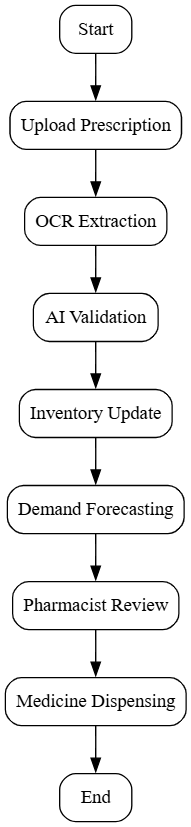 Start
Upload Prescription
OCR Extraction
AI Validation
Inventory Update
Demand Forecasting
Pharmacist Review
Medicine Dispensing
End